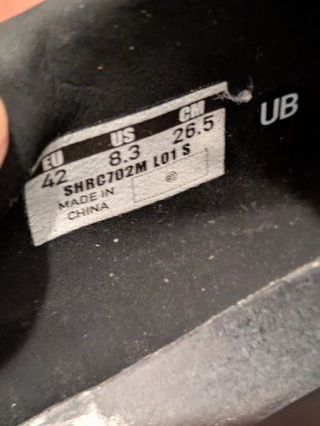 EU US CM
42 8.3 26.5
SHRC702M L01 S
MADE IN
CHINA
UB